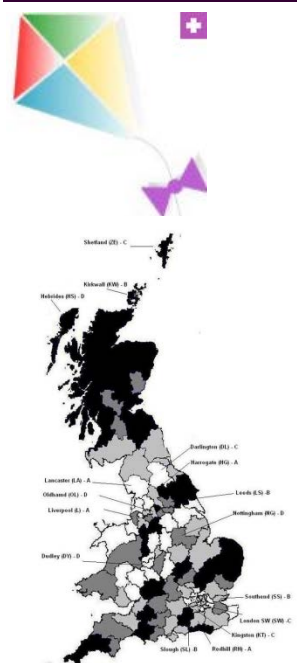 Shetland (ZE) - C
Kirkwall (KW) - B
Hebrides (HS) - D
Darlington (DL) - C
Harrogate (HG) - A
Lancaster (LA) - A
Oldhamd (OL) - D
Leeds (LS) -B
Liverpool (L) - A
Nottingham (NG) - D
Dudley (DY) - D
Southend (SS) - B
London SW (SW) -C
Kingston (KT) - C
Slough (SL) -B
Redhill (RH) - A